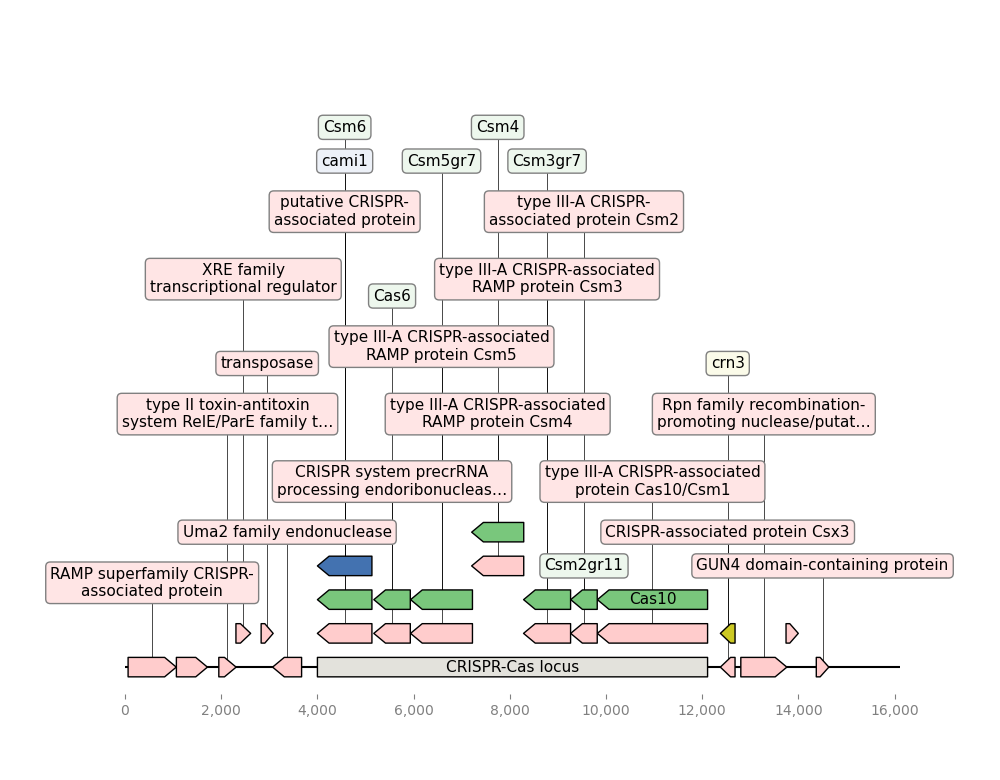 Csm6
Csm4
cami1
Csm5gr7
Csm3gr7
putative CRISPR-
associated protein
type III-A CRISPR-
associated protein Csm2
XRE family
transcriptional regulator
type III-A CRISPR-associated
RAMP protein Csm3
Cas6
type III-A CRISPR-associated
RAMP protein Csm5
transposase
crn3
type II toxin-antitoxin
system RelE/ParE family t…
type III-A CRISPR-associated
RAMP protein Csm4
Rpn family recombination-
promoting nuclease/putat…
CRISPR system precrRNA
processing endoribonucleas…
type III-A CRISPR-associated
protein Cas10/Csm1
Uma2 family endonuclease
CRISPR-associated protein Csx3
RAMP superfamily CRISPR-
associated protein
Csm2gr11
GUN4 domain-containing protein
Cas10
CRISPR-Cas locus
0 2,000 4,000 6,000 8,000 10,000 12,000 14,000 16,000